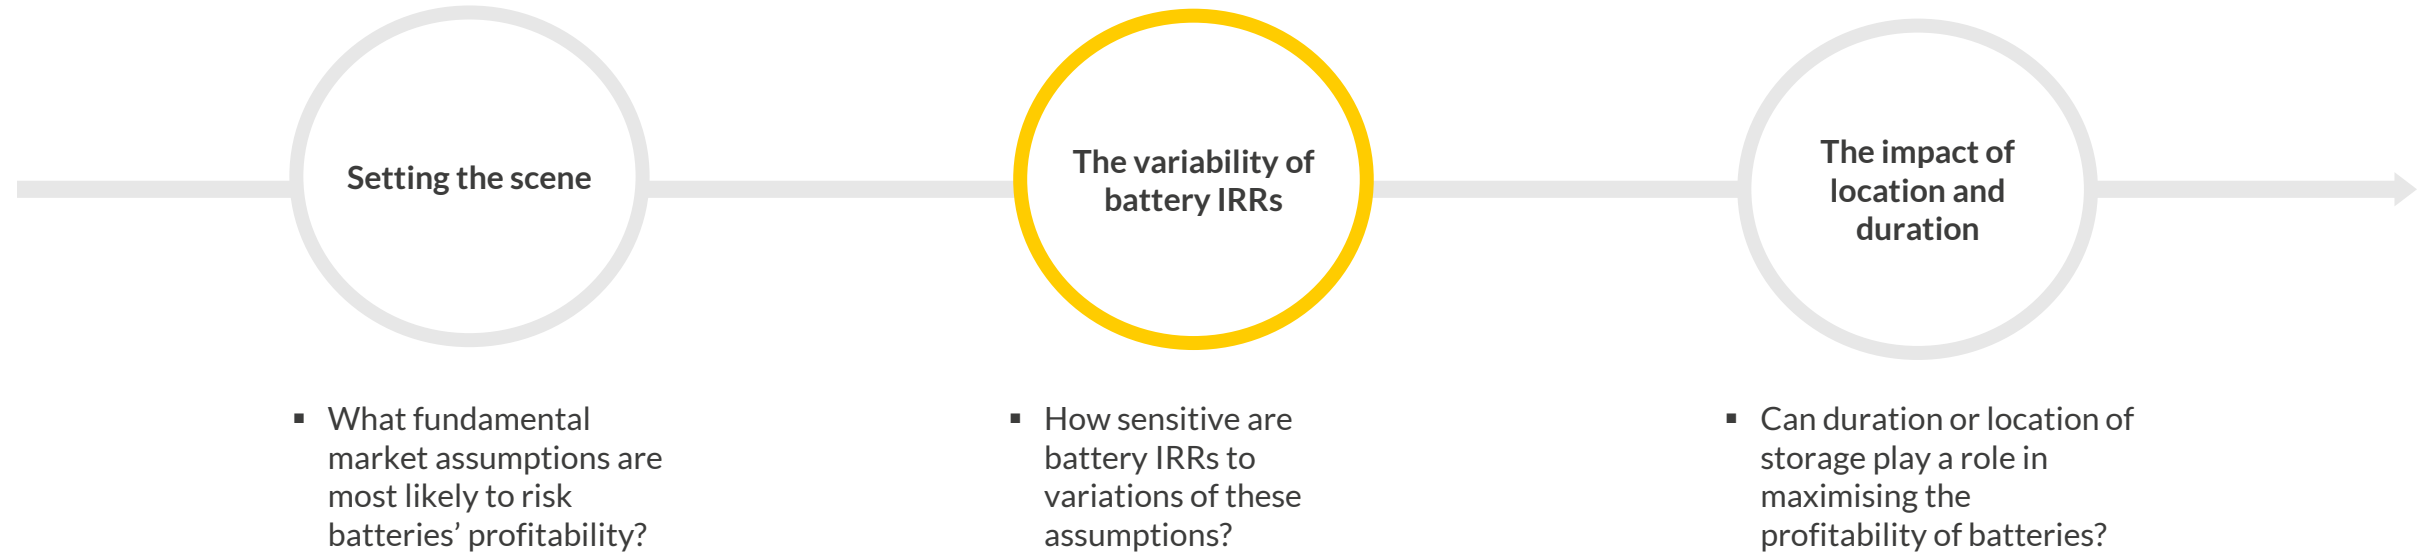 Setting the scene
The variability of
battery IRRs
The impact of
location and
duration
▪ What fundamental
market assumptions are
most likely to risk
batteries’ profitability?
▪ How sensitive are
battery IRRs to
variations of these
assumptions?
▪ Can duration or location of
storage play a role in
maximising the
profitability of batteries?